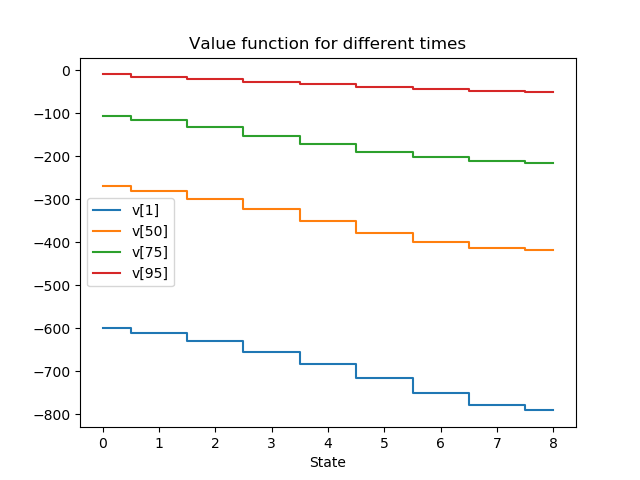 Value function for different times
0
−100
−200
−300
−400
−500
−600
−700
−800
v[1]
v[50]
v[75]
v[95]
0 1 2 3 4 5 6 7 8
State